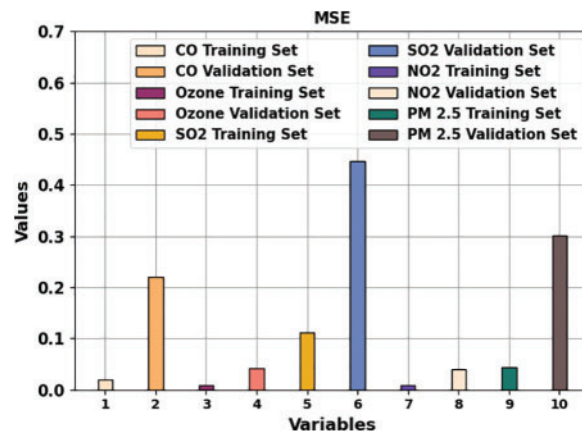 MSE
0.7
0.6
0.5
0.4
0.3
0.2
0.1
0.0
Values
CO Training Set
CO Validation Set
Ozone Training Set
Ozone Validation Set
SO2 Training Set
SO2 Validation Set
NO2 Training Set
NO2 Validation Set
PM 2.5 Training Set
PM 2.5 Validation Set
1 2 3 4 5 6 7 8 9 10
Variables